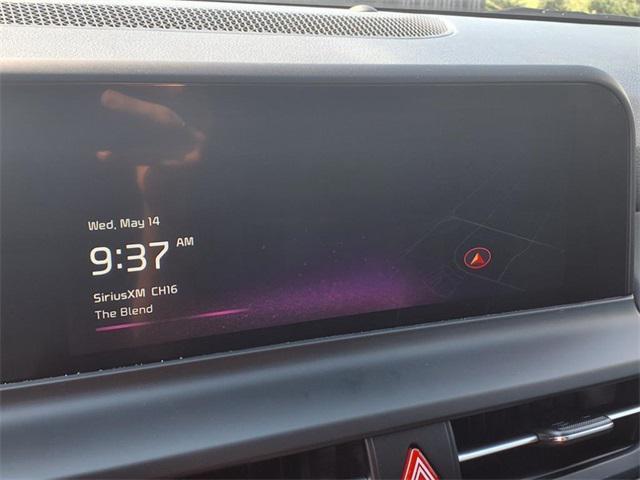 Wed, May 14
9:37 AM
SiriusXM CH16
The Blend